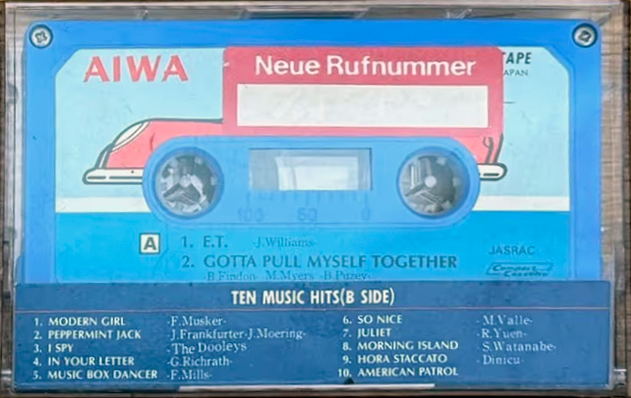 AIWA
Neue Rufnummer
TAPE
JAPAN
100 50 0
A
1. E.T. -J.Williams-
2. GOTTA PULL MYSELF TOGETHER
-B.Findon- -M.Myers- -B.Puzey-
JASRAC
Compact Cassette
TEN MUSIC HITS(B SIDE)
1. MODERN GIRL -F.Musker-
2. PEPPERMINT JACK -J.Frankfurter-J.Moering-
3. I SPY -The Dooleys
4. IN YOUR LETTER -G.Richrath-
5. MUSIC BOX DANCER -F.Mills-
6. SO NICE -M.Valle-
7. JULIET -R.Yuen-
8. MORNING ISLAND -S.Watanabe-
9. HORA STACCATO -Dinicu-
10. AMERICAN PATROL